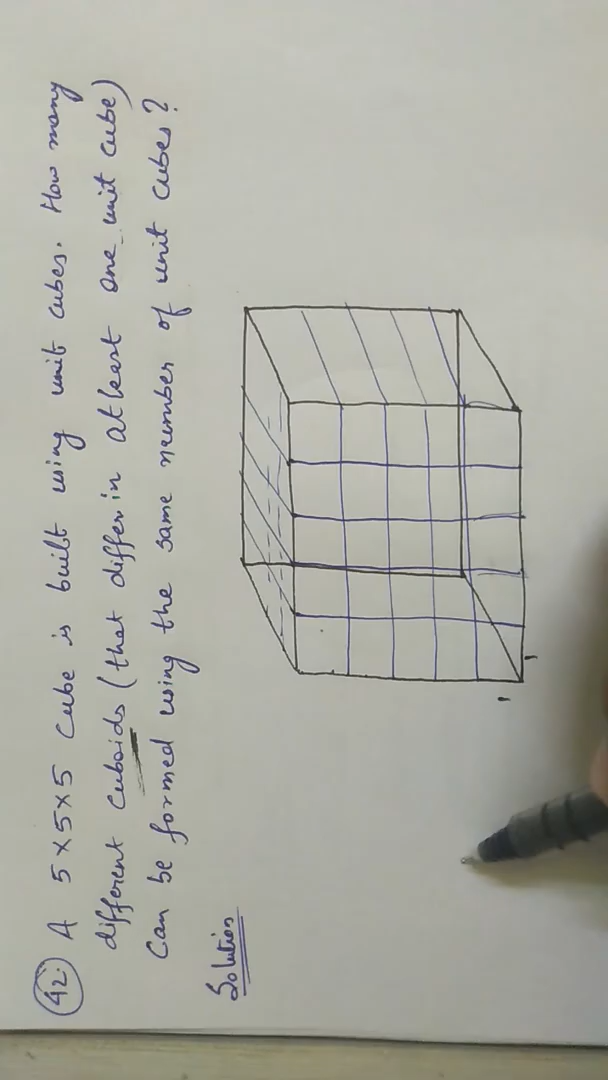 42. A 5×5×5 Cube is built using unit cubes. How many
different cuboids (that differ in at least one unit cube)
Can be formed using the same number of unit cubes?
Solution